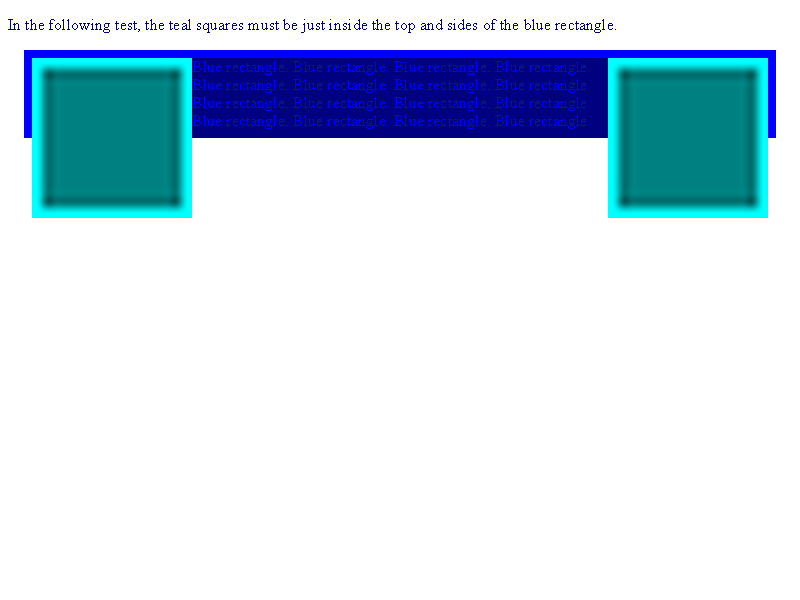 In the following test, the teal squares must be just inside the top and sides of the blue rectangle.
Blue rectangle. Blue rectangle. Blue rectangle. Blue rectangle.
Blue rectangle. Blue rectangle. Blue rectangle. Blue rectangle.
Blue rectangle. Blue rectangle. Blue rectangle. Blue rectangle.
Blue rectangle. Blue rectangle. Blue rectangle. Blue rectangle.